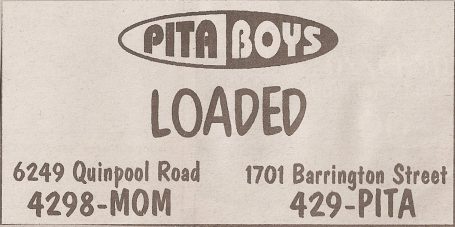 PITA BOYS
LOADED
6249 Quinpool Road
4298-MOM
1701 Barrington Street
429-PITA